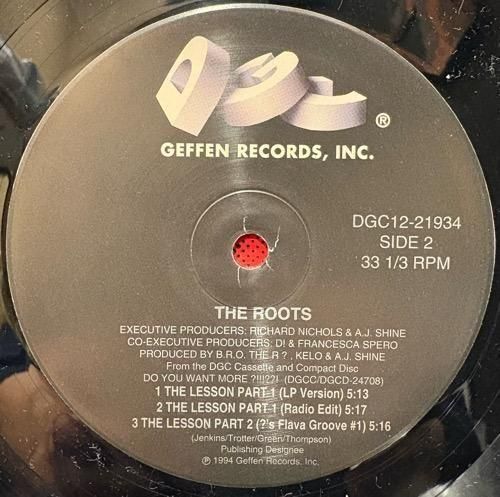 DGC
®
GEFFEN RECORDS, INC.
DGC12-21934
SIDE 2
33 1/3 RPM
THE ROOTS
EXECUTIVE PRODUCERS: RICHARD NICHOLS & A.J. SHINE
CO-EXECUTIVE PRODUCERS: D! & FRANCESCA SPERO
PRODUCED BY B.R.O. THE R ? , KELO & A.J. SHINE
From the DGC Cassette and Compact Disc
DO YOU WANT MORE ?!!!??! (DGCC/DGCD-24708)
1 THE LESSON PART 1 (LP Version) 5:13
2 THE LESSON PART 1 (Radio Edit) 5:17
3 THE LESSON PART 2 (?'s Flava Groove #1) 5:16
(Jenkins/Trotter/Green/Thompson)
Publishing Designee
℗ 1994 Geffen Records, Inc.